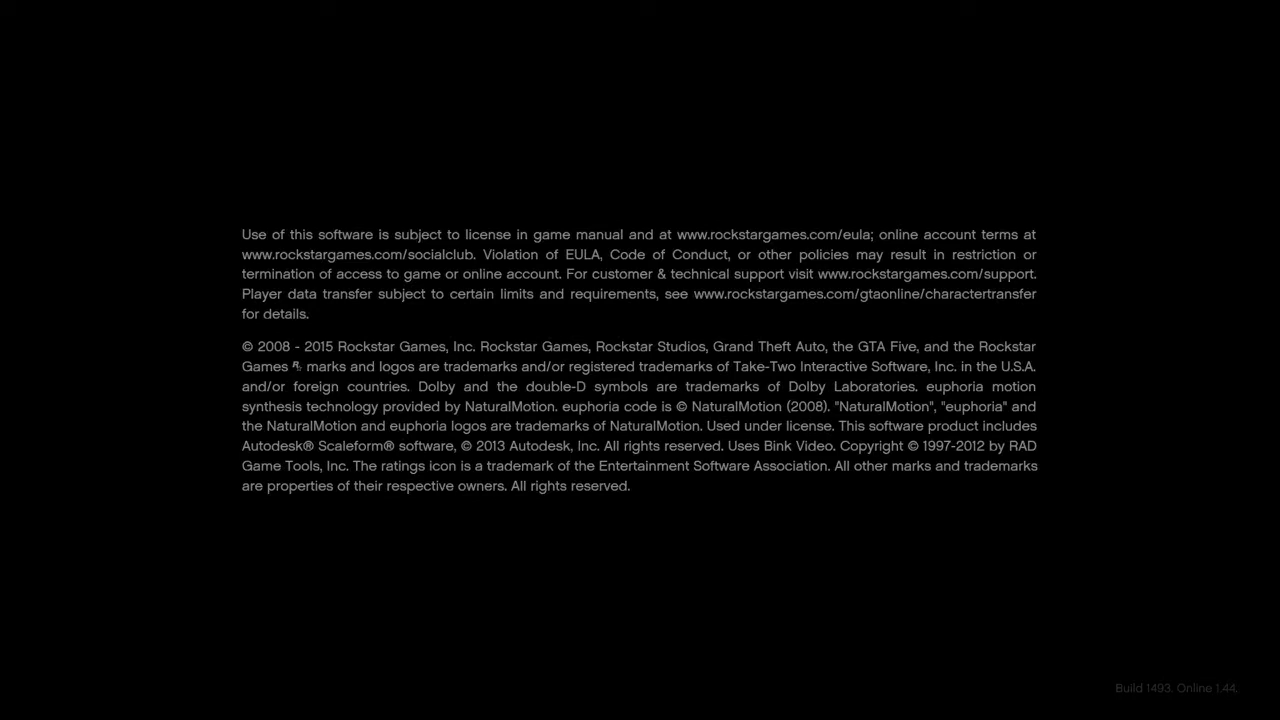 Use of this software is subject to license in game manual and at www.rockstargames.com/eula; online account terms at
www.rockstargames.com/socialclub. Violation of EULA, Code of Conduct, or other policies may result in restriction or
termination of access to game or online account. For customer & technical support visit www.rockstargames.com/support.
Player data transfer subject to certain limits and requirements, see www.rockstargames.com/gtaonline/charactertransfer
for details.
© 2008 - 2015 Rockstar Games, Inc. Rockstar Games, Rockstar Studios, Grand Theft Auto, the GTA Five, and the Rockstar
Games R* marks and logos are trademarks and/or registered trademarks of Take-Two Interactive Software, Inc. in the U.S.A.
and/or foreign countries. Dolby and the double-D symbols are trademarks of Dolby Laboratories. euphoria motion
synthesis technology provided by NaturalMotion. euphoria code is © NaturalMotion (2008). "NaturalMotion", "euphoria" and
the NaturalMotion and euphoria logos are trademarks of NaturalMotion. Used under license. This software product includes
Autodesk® Scaleform® software, © 2013 Autodesk, Inc. All rights reserved. Uses Bink Video. Copyright © 1997-2012 by RAD
Game Tools, Inc. The ratings icon is a trademark of the Entertainment Software Association. All other marks and trademarks
are properties of their respective owners. All rights reserved.
Build 1493. Online 1.44.